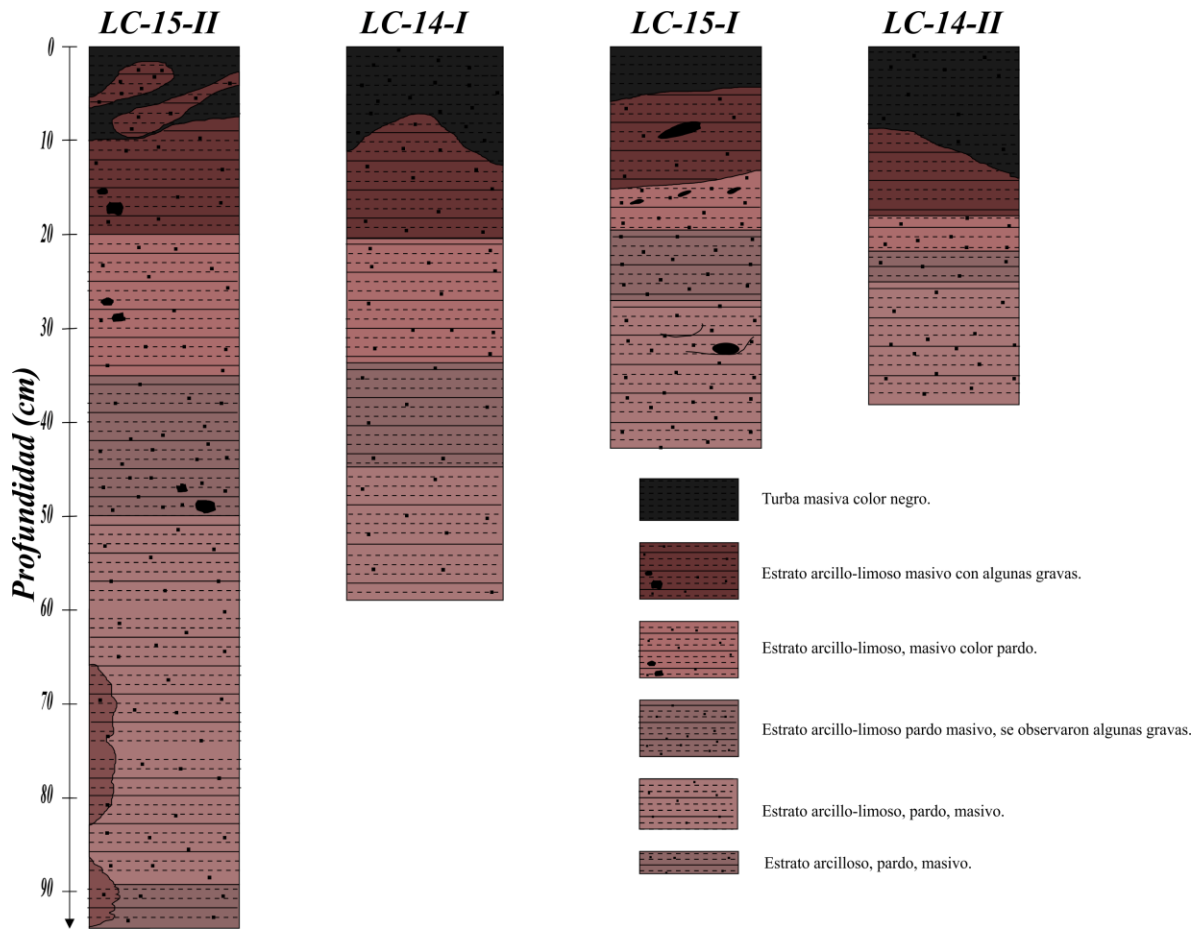 LC-15-II
LC-14-I
LC-15-I
LC-14-II
0
10
20
30
40
50
60
70
80
90
Profundidad (cm)
Turba masiva color negro.
Estrato arcillo-limoso masivo con algunas gravas.
Estrato arcillo-limoso, masivo color pardo.
Estrato arcillo-limoso pardo masivo, se observaron algunas gravas.
Estrato arcillo-limoso, pardo, masivo.
Estrato arcilloso, pardo, masivo.